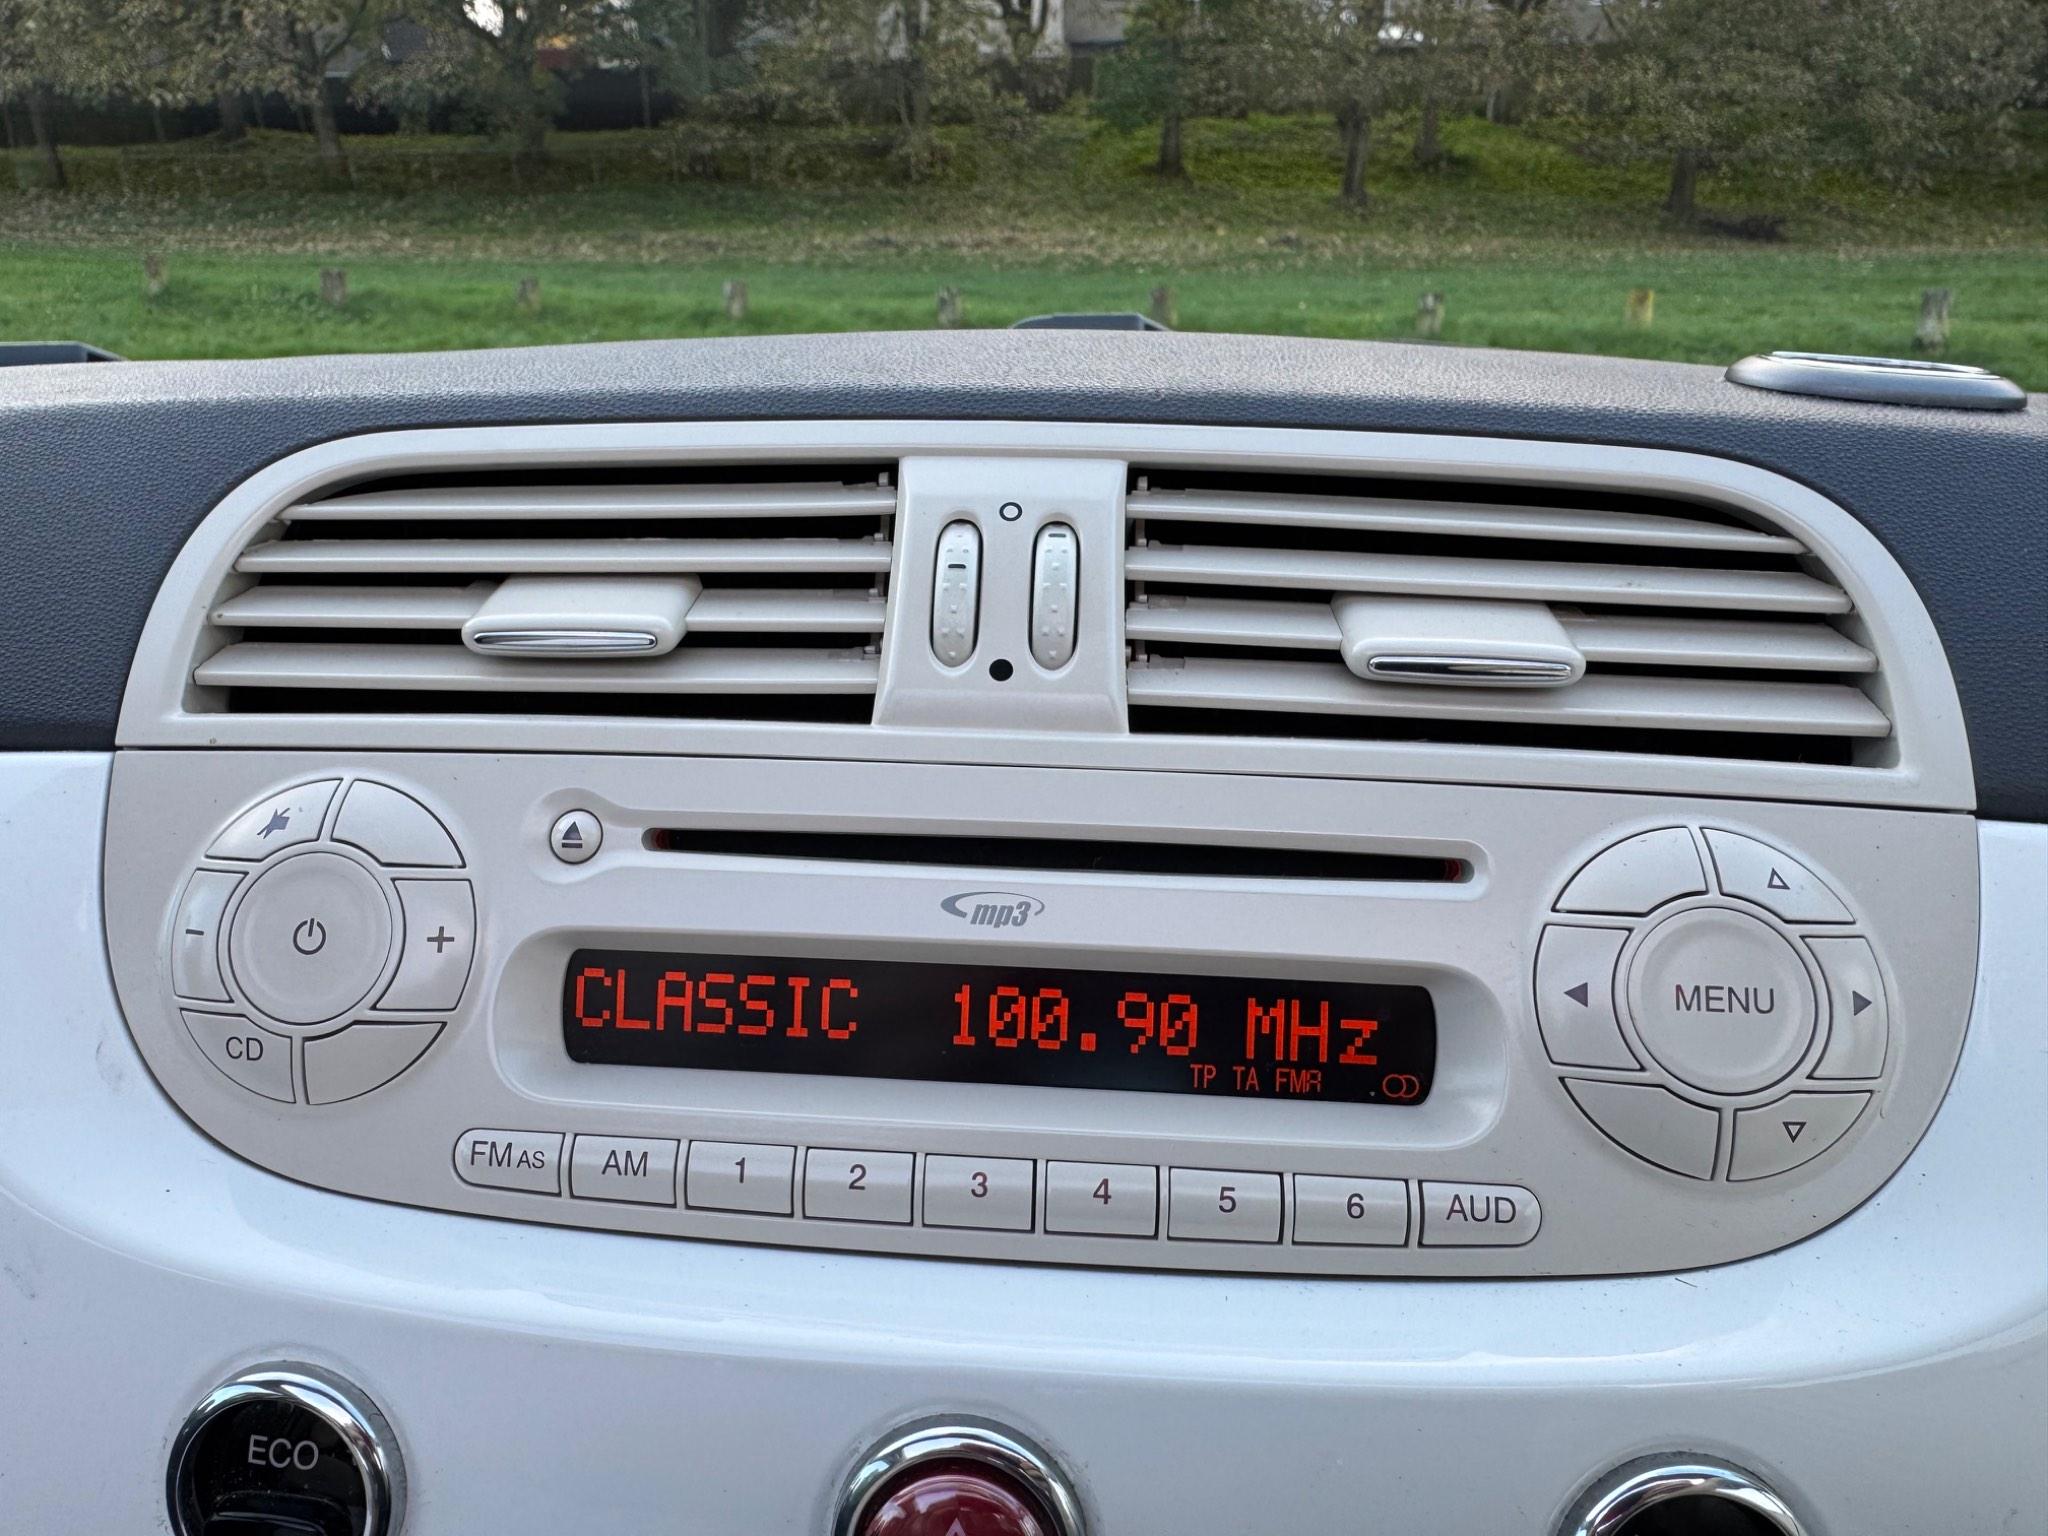 mp3
CLASSIC 100.90 MHz
TP TA FMA
CD
MENU
FM AS AM 1 2 3 4 5 6 AUD
ECO